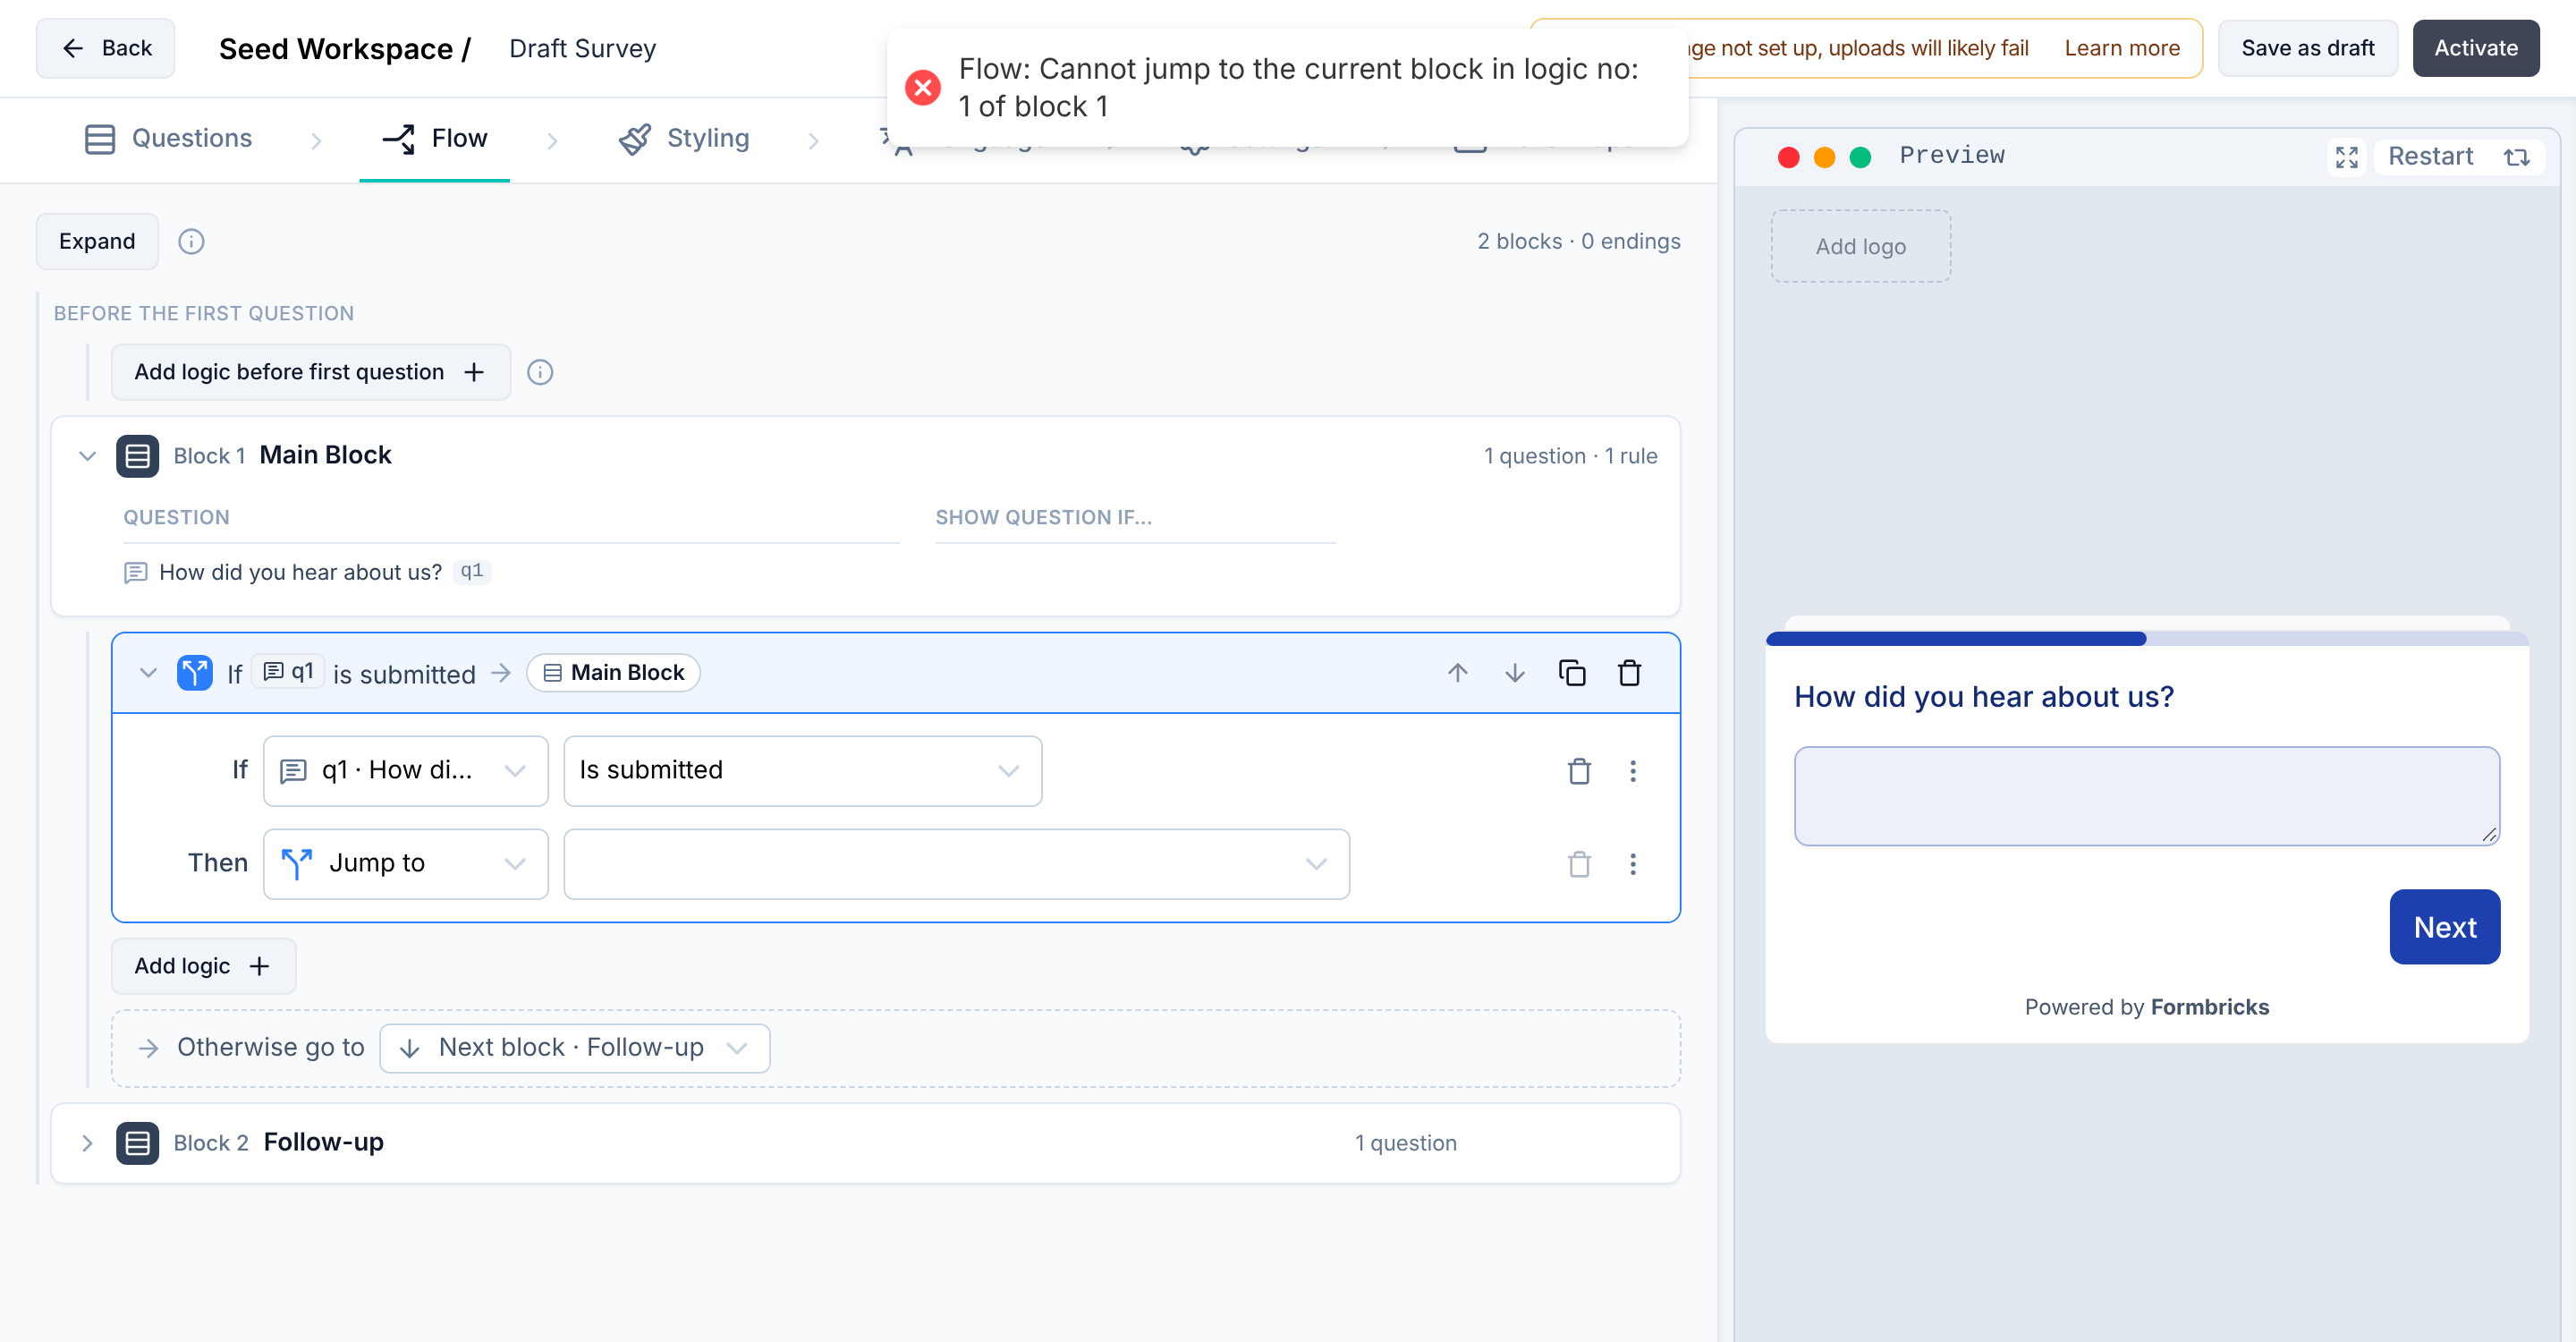 Back
Seed Workspace /
Draft Survey
Flow: Cannot jump to the current block in logic no:
1 of block 1
not set up, uploads will likely fail
Learn more
Save as draft
Activate
Questions
Flow
Styling
Preview
Restart
Expand
2 blocks · 0 endings
Add logo
BEFORE THE FIRST QUESTION
Add logic before first question
Block 1 Main Block
1 question · 1 rule
QUESTION
SHOW QUESTION IF...
How did you hear about us? q1
If q1 is submitted → Main Block
If q1 · How di... Is submitted
Then Jump to
Add logic +
Otherwise go to Next block · Follow-up
Block 2 Follow-up
1 question
How did you hear about us?
Next
Powered by Formbricks